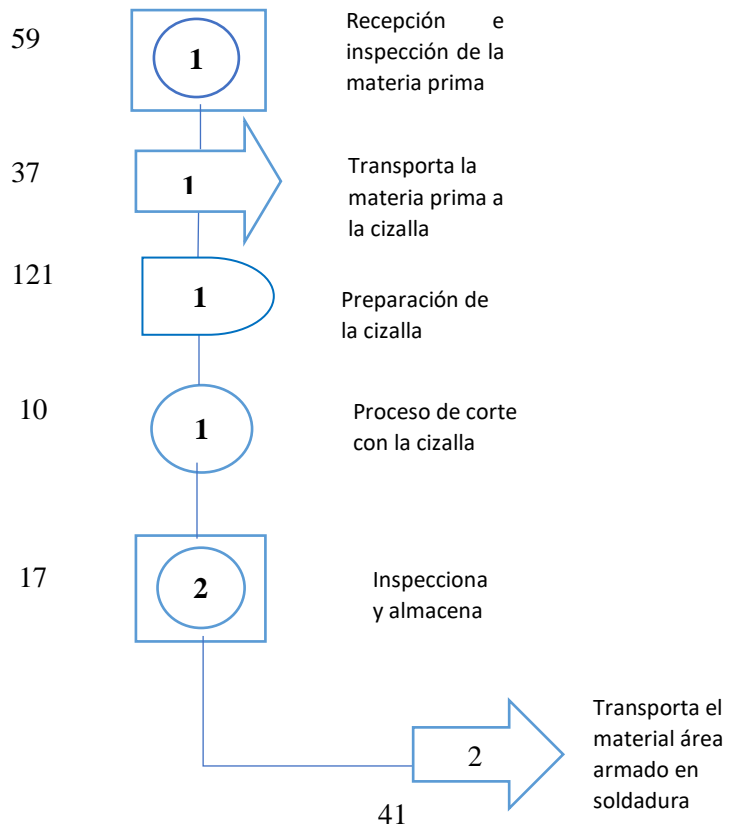 59
1
Recepción e
inspección de la
materia prima
37
1
Transporta la
materia prima a
la cizalla
121
1
Preparación de
la cizalla
10
1
Proceso de corte
con la cizalla
17
2
Inspecciona
y almacena
2
Transporta el
material área
armado en
soldadura
41